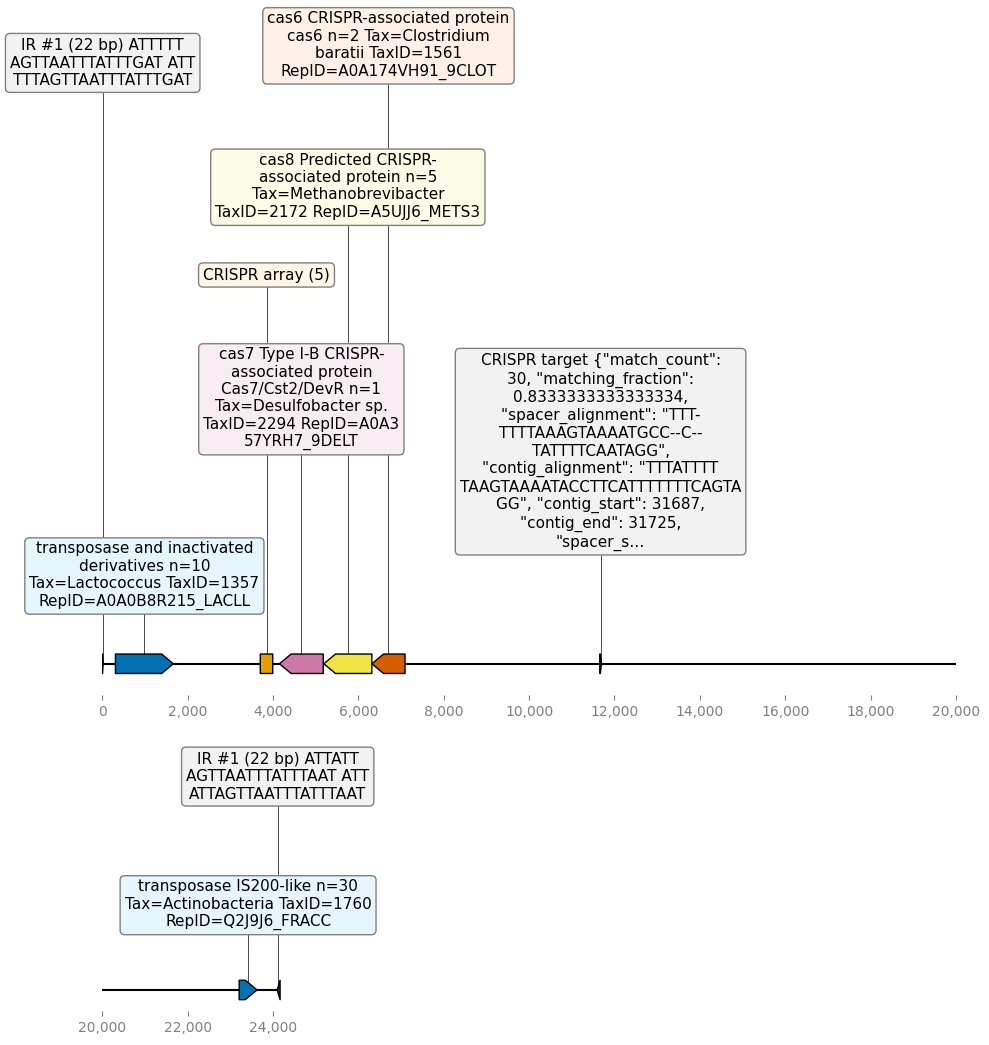 cas6 CRISPR-associated protein
cas6 n=2 Tax=Clostridium
baratii TaxID=1561
RepID=A0A174VH91_9CLOT
IR #1 (22 bp) ATTTTT
AGTTAATTTATTTGAT ATT
TTTAGTTAATTTATTTGAT
cas8 Predicted CRISPR-
associated protein n=5
Tax=Methanobrevibacter
TaxID=2172 RepID=A5UJJ6_METS3
CRISPR array (5)
cas7 Type I-B CRISPR-
associated protein
Cas7/Cst2/DevR n=1
Tax=Desulfobacter sp.
TaxID=2294 RepID=A0A3
57YRH7_9DELT
CRISPR target {"match_count":
30, "matching_fraction":
0.8333333333333334,
"spacer_alignment": "TTT-
TTTTAAAGTAAAATGCC--C--
TATTTTCAATAGG",
"contig_alignment": "TTTATTTT
TAAGTAAAATACCTTCATTTTTTTCAGTA
GG", "contig_start": 31687,
"contig_end": 31725,
"spacer_s...
transposase and inactivated
derivatives n=10
Tax=Lactococcus TaxID=1357
RepID=A0A0B8R215_LACLL
0 2,000 4,000 6,000 8,000 10,000 12,000 14,000 16,000 18,000 20,000
IR #1 (22 bp) ATTATT
AGTTAATTTATTTAAT ATT
ATTAGTTAATTTATTTAAT
transposase IS200-like n=30
Tax=Actinobacteria TaxID=1760
RepID=Q2J9J6_FRACC
20,000 22,000 24,000